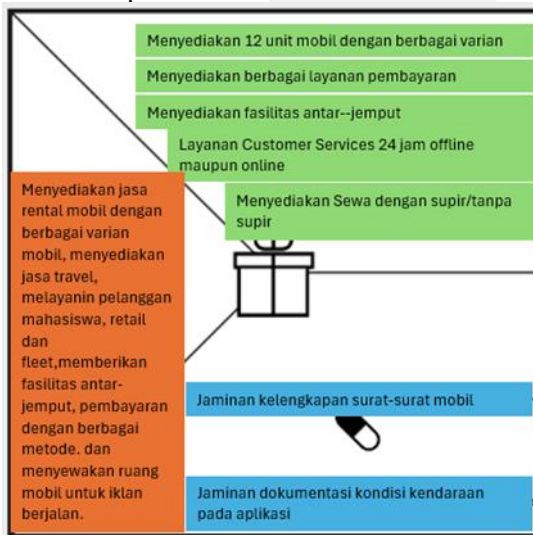 Menyediakan 12 unit mobil dengan berbagai varian
Menyediakan berbagai layanan pembayaran
Menyediakan fasilitas antar--jemput
Layanan Customer Services 24 jam offline
maupun online
Menyediakan Sewa dengan supir/tanpa
supir
Menyediakan jasa
rental mobil dengan
berbagai varian
mobil, menyediakan
jasa travel,
melayanin pelanggan
mahasiswa, retail
dan
fleet,memberikan
fasilitas antar-
jemput, pembayaran
dengan berbagai
metode. dan
menyewakan ruang
mobil untuk iklan
berjalan.
Jaminan kelengkapan surat-surat mobil
Jaminan dokumentasi kondisi kendaraan
pada aplikasi